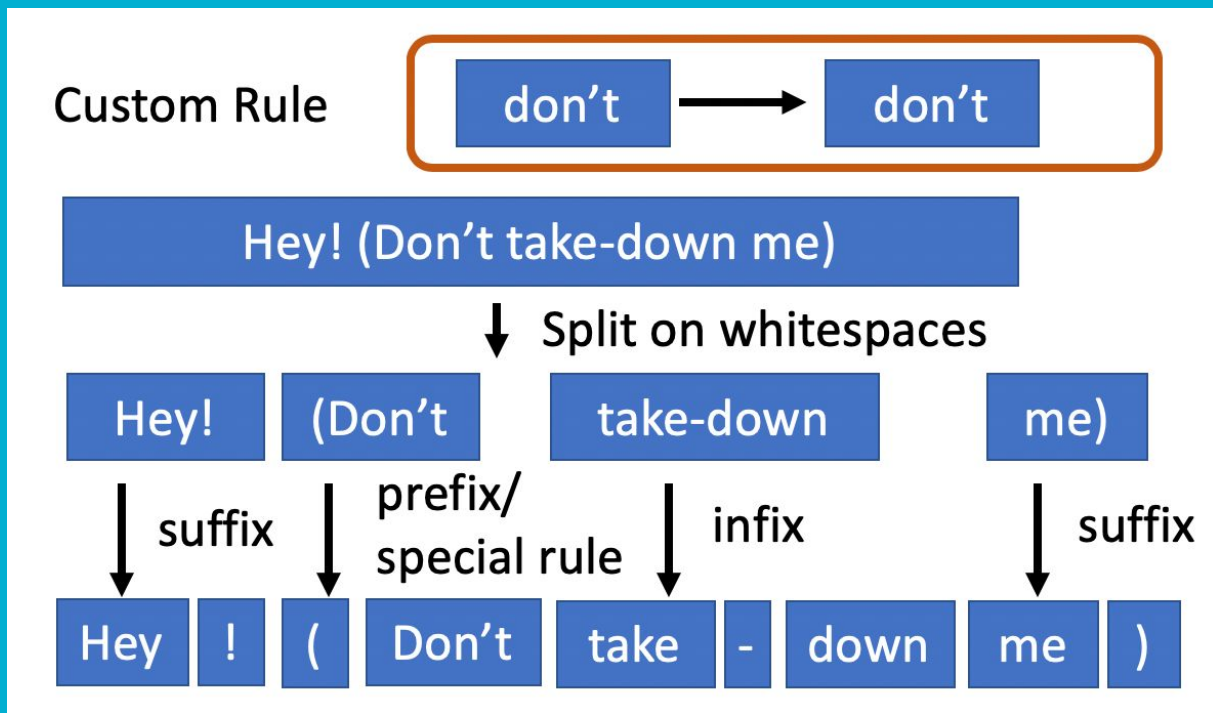 Custom Rule don’t don’t
Hey! (Don’t take-down me)
Split on whitespaces
Hey! (Don’t take-down me)
suffix prefix/ infix suffix
special rule
Hey ! ( Don’t take - down me )